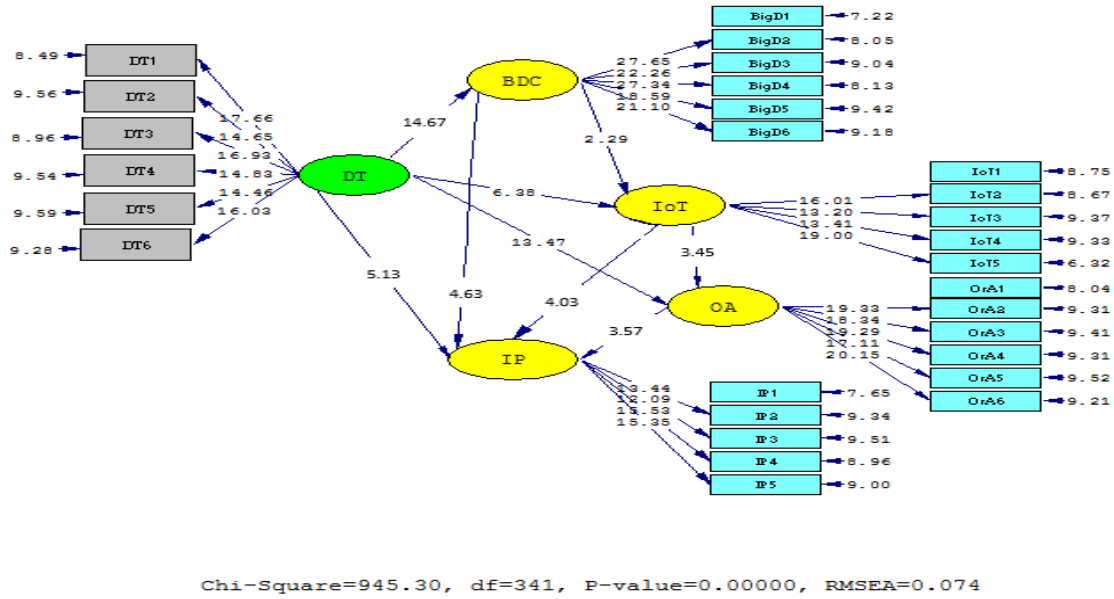 BigD1
7.22
BigD2
8.05
BigD3
9.04
BigD4
8.13
BigD5
9.42
BigD6
9.18
8.49
DT1
9.56
DT2
8.96
DT3
9.54
DT4
9.59
DT5
9.28
DT6
17.66
14.65
16.93
14.83
14.46
16.03
DT
14.67
BDC
27.65
22.26
27.34
18.59
21.10
2.29
6.38
IoT
13.47
16.01
13.20
13.41
19.00
IoT1
8.75
IoT2
8.67
IoT3
9.37
IoT4
9.33
IoT5
6.32
3.45
5.13
4.63
4.03
OA
3.57
19.33
18.34
19.29
17.11
20.15
OrA1
8.04
OrA2
9.31
OrA3
9.41
OrA4
9.31
OrA5
9.52
OrA6
9.21
IP
13.44
12.09
15.53
15.35
IP1
7.65
IP2
9.34
IP3
9.51
IP4
8.96
IP5
9.00
Chi-Square=945.30, df=341, P-value=0.00000, RMSEA=0.074